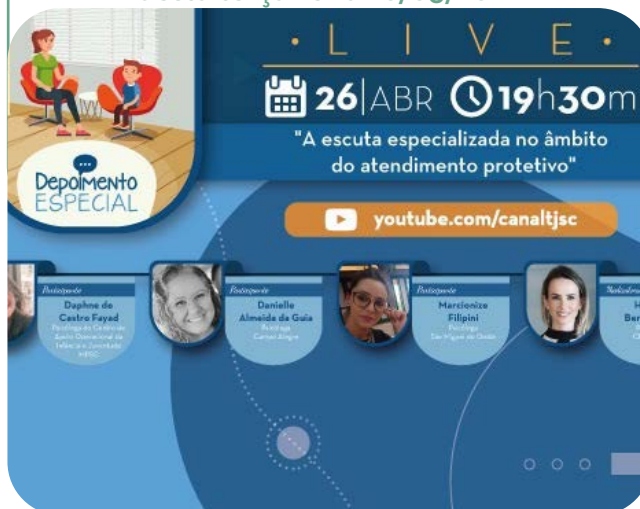 • L I V E •
26|ABR 19h30m
"A escuta especializada no âmbito
do atendimento protetivo"
Depoimento
ESPECIAL
youtube.com/canaltjsc
Participante
Daphne de
Castro Fayad
Psicóloga do Centro de
Apoio Operacional da
Infância e Juventude
MPSC
Participante
Danielle
Almeida da Guia
Psicóloga
Campo Alegre
Participante
Marcionize
Filipini
Psicóloga
São Miguel do Oeste